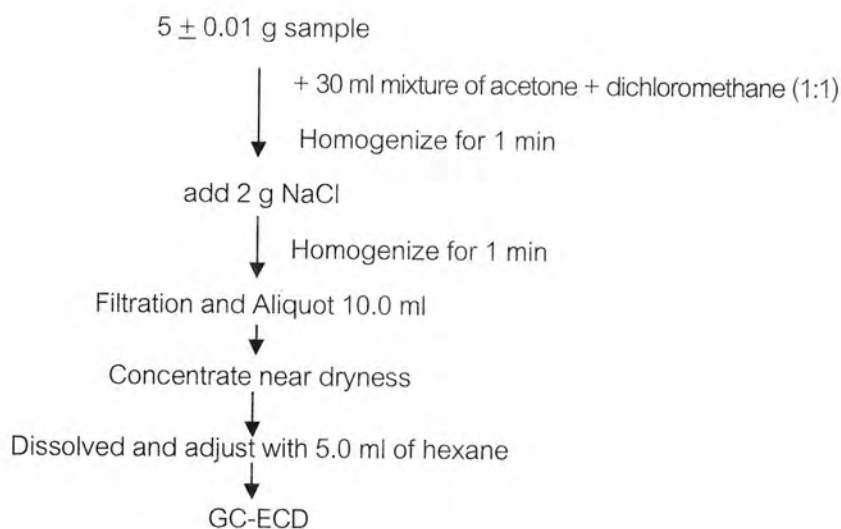 5 ± 0.01 g sample
+ 30 ml mixture of acetone + dichloromethane (1:1)
Homogenize for 1 min
add 2 g NaCl
Homogenize for 1 min
Filtration and Aliquot 10.0 ml
Concentrate near dryness
Dissolved and adjust with 5.0 ml of hexane
GC-ECD